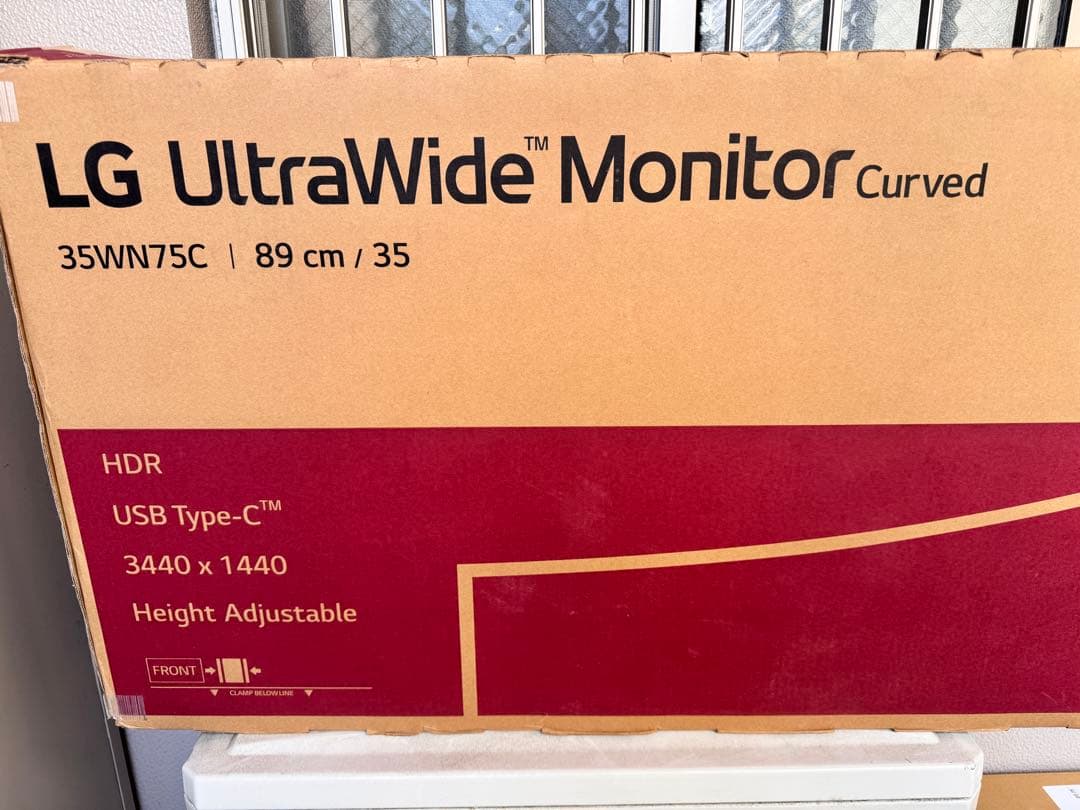 LG UltraWide™ Monitor Curved
35WN75C | 89 cm / 35
HDR
USB Type-C™
3440 x 1440
Height Adjustable
FRONT
CLAMP BELOW LINE